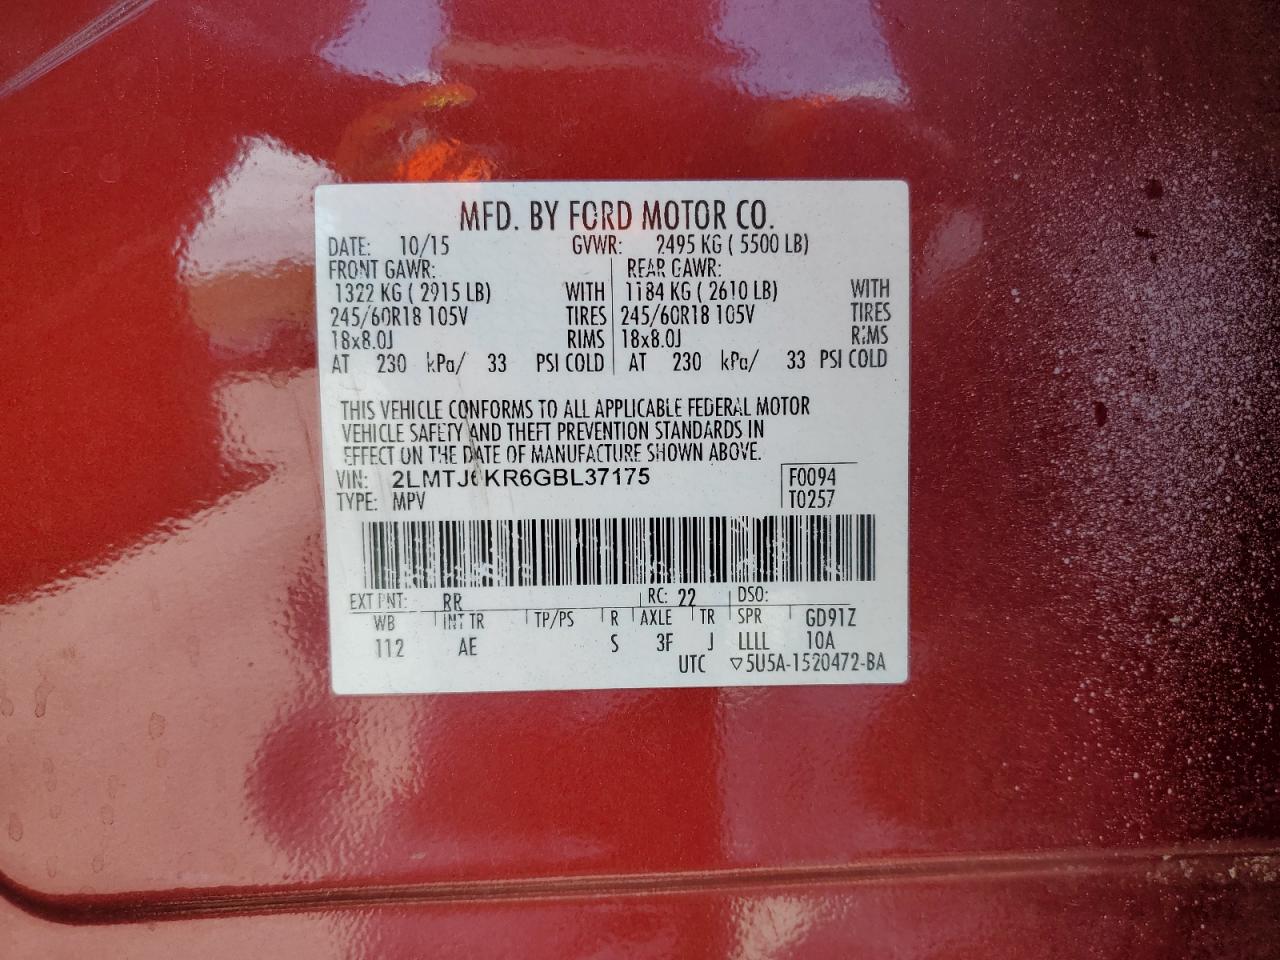 MFD. BY FORD MOTOR CO.
DATE: 10/15 GVWR: 2495 KG ( 5500 LB)
FRONT GAWR: REAR GAWR:
1322 KG ( 2915 LB) WITH 1184 KG ( 2610 LB) WITH
245/60R18 105V TIRES 245/60R18 105V TIRES
18x8.0J RIMS 18x8.0J RIMS
AT 230 kPa/ 33 PSI COLD AT 230 kPa/ 33 PSI COLD
THIS VEHICLE CONFORMS TO ALL APPLICABLE FEDERAL MOTOR
VEHICLE SAFETY AND THEFT PREVENTION STANDARDS IN
EFFECT ON THE DATE OF MANUFACTURE SHOWN ABOVE.
VIN: 2LMTJ6KR6GBL37175 F0094
TYPE: MPV T0257
EXT PNT: RR RC: 22 DSO:
WB INT TR TP/PS R AXLE TR SPR GD91Z
112 AE S 3F J LLLL 10A
UTC ▽5U5A-1520472-BA